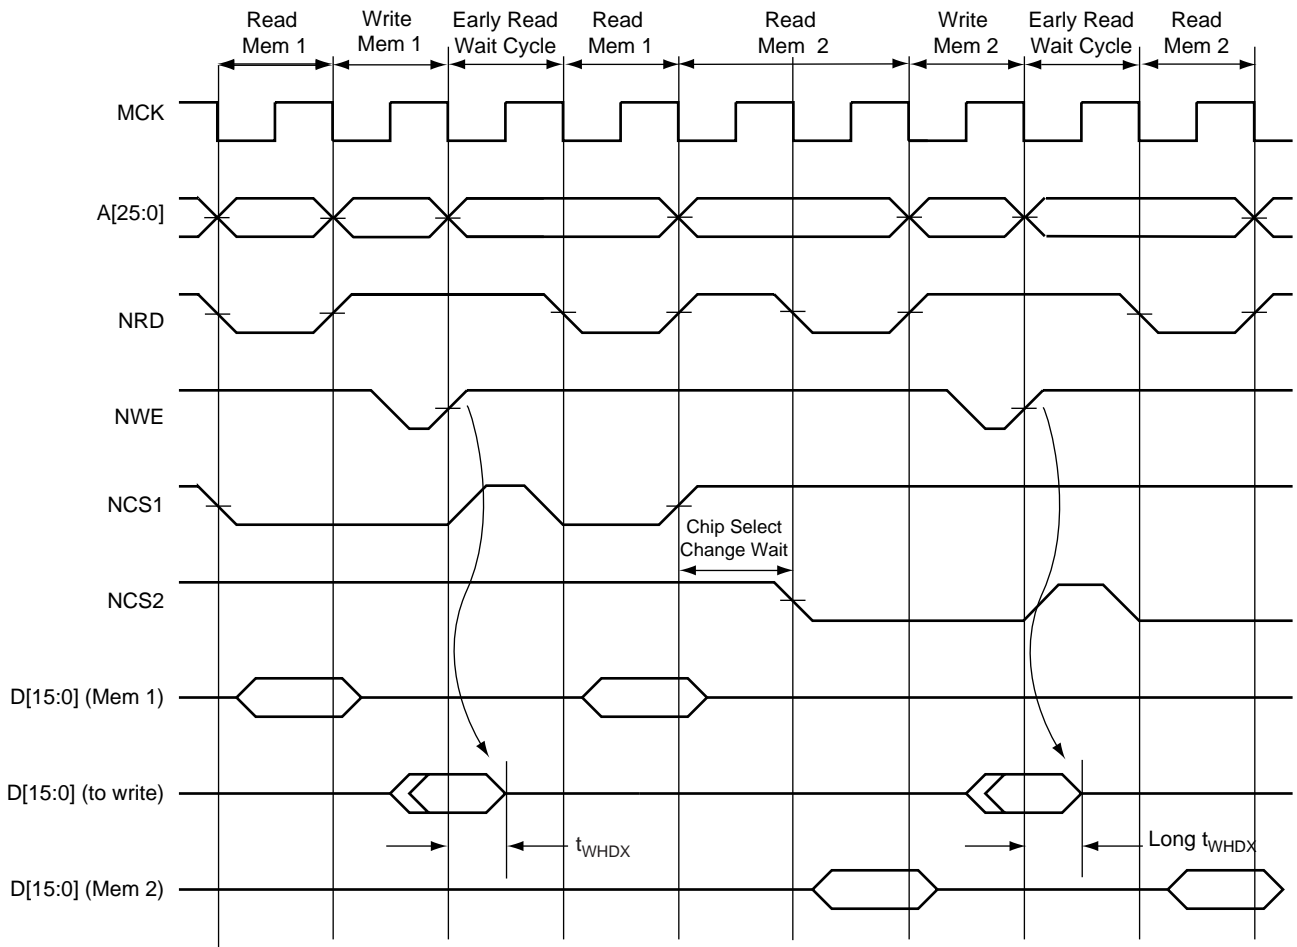 Read
Mem 1
Write
Mem 1
Early Read
Wait Cycle
Read
Mem 1
Read
Mem 2
Write
Mem 2
Early Read
Wait Cycle
Read
Mem 2
MCK
A[25:0]
NRD
NWE
NCS1
Chip Select
Change Wait
NCS2
D[15:0] (Mem 1)
D[15:0] (to write)
tWHDX
Long tWHDX
D[15:0] (Mem 2)